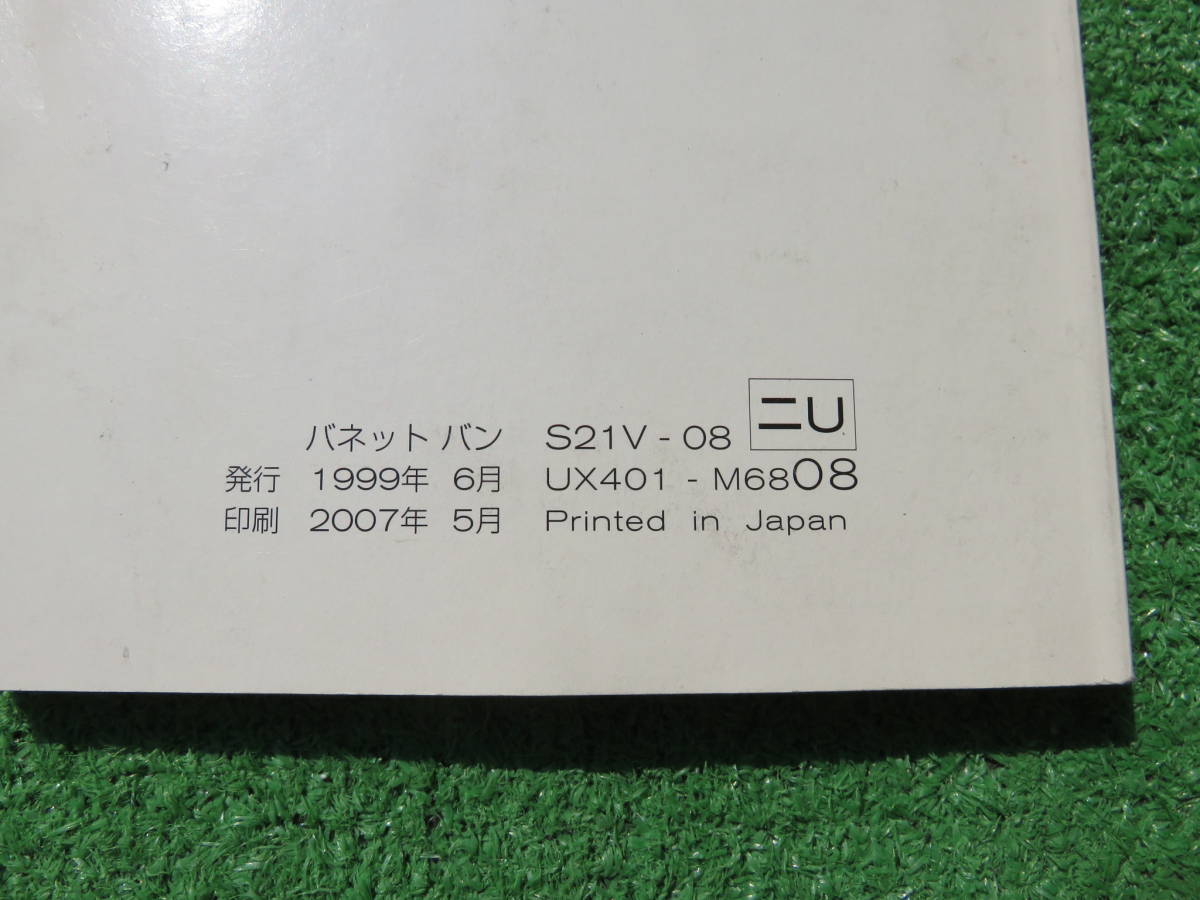 バネット バン S21V - 08 ニU
発行 1999年 6月 UX401 - M6808
印刷 2007年 5月 Printed in Japan